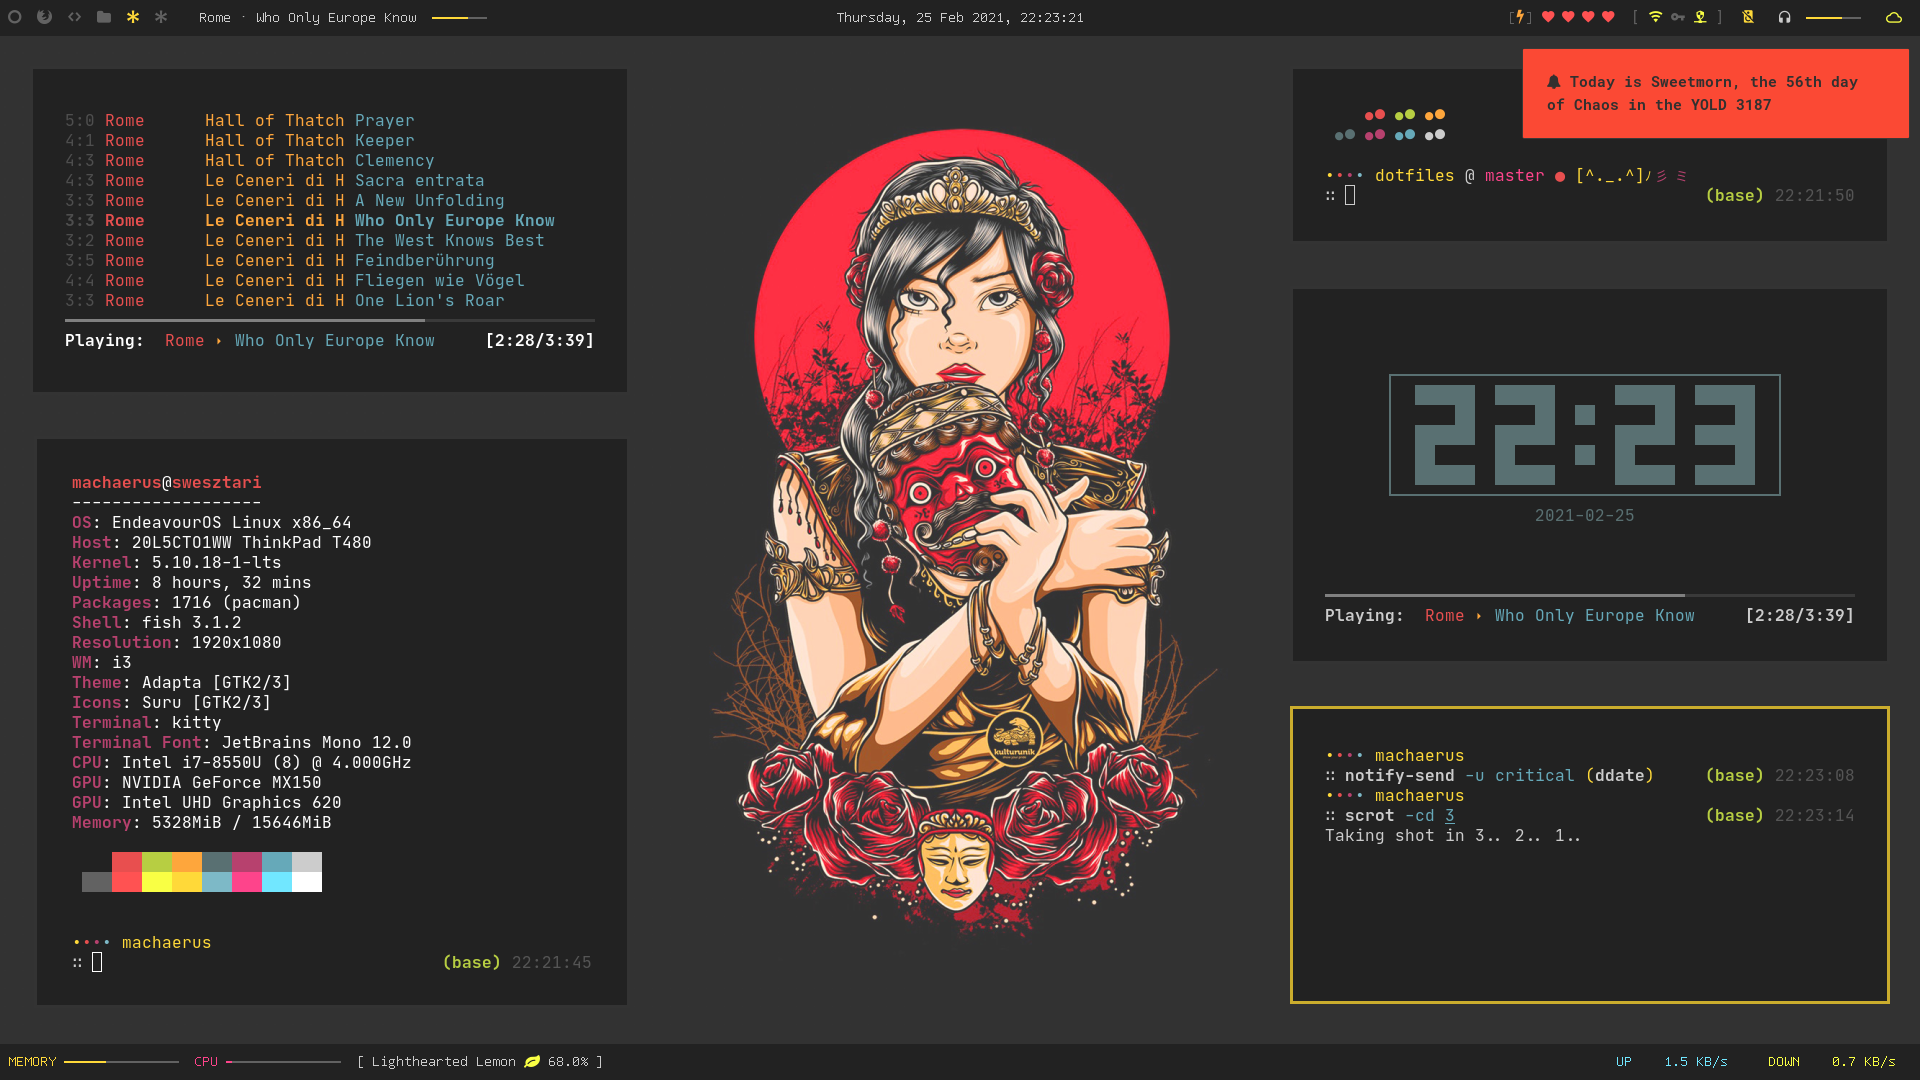 Rome · Who Only Europe Know
Thursday, 25 Feb 2021, 22:23:21
Today is Sweetmorn, the 56th day
of Chaos in the YOLD 3187
5:0 Rome Hall of Thatch Prayer
4:1 Rome Hall of Thatch Keeper
4:3 Rome Hall of Thatch Clemency
4:3 Rome Le Ceneri di H Sacra entrata
3:3 Rome Le Ceneri di H A New Unfolding
3:3 Rome Le Ceneri di H Who Only Europe Know
3:2 Rome Le Ceneri di H The West Knows Best
3:5 Rome Le Ceneri di H Feindberührung
4:4 Rome Le Ceneri di H Fliegen wie Vögel
3:3 Rome Le Ceneri di H One Lion's Roar
Playing: Rome ‣ Who Only Europe Know [2:28/3:39]
machaerus@swesztari
-------------------
OS: EndeavourOS Linux x86_64
Host: 20L5CTO1WW ThinkPad T480
Kernel: 5.10.18-1-lts
Uptime: 8 hours, 32 mins
Packages: 1716 (pacman)
Shell: fish 3.1.2
Resolution: 1920x1080
WM: i3
Theme: Adapta [GTK2/3]
Icons: Suru [GTK2/3]
Terminal: kitty
Terminal Font: JetBrains Mono 12.0
CPU: Intel i7-8550U (8) @ 4.000GHz
GPU: NVIDIA GeForce MX150
GPU: Intel UHD Graphics 620
Memory: 5328MiB / 15646MiB
•••• machaerus
:: (base) 22:21:45
kulturunik
•••• dotfiles @ master ● [^._.^]ﾉ彡 ミ
:: (base) 22:21:50
22:23
2021-02-25
Playing: Rome ‣ Who Only Europe Know [2:28/3:39]
•••• machaerus
:: notify-send -u critical (ddate) (base) 22:23:08
•••• machaerus
:: scrot -cd 3 (base) 22:23:14
Taking shot in 3.. 2.. 1..
MEMORY CPU [ Lighthearted Lemon 68.0% ]
UP 1.5 KB/s DOWN 0.7 KB/s